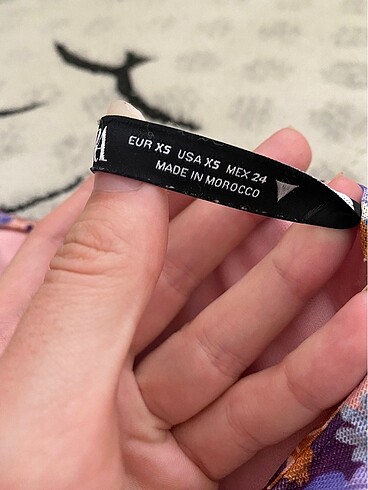 EUR XS USA XS MEX 24
MADE IN MOROCCO